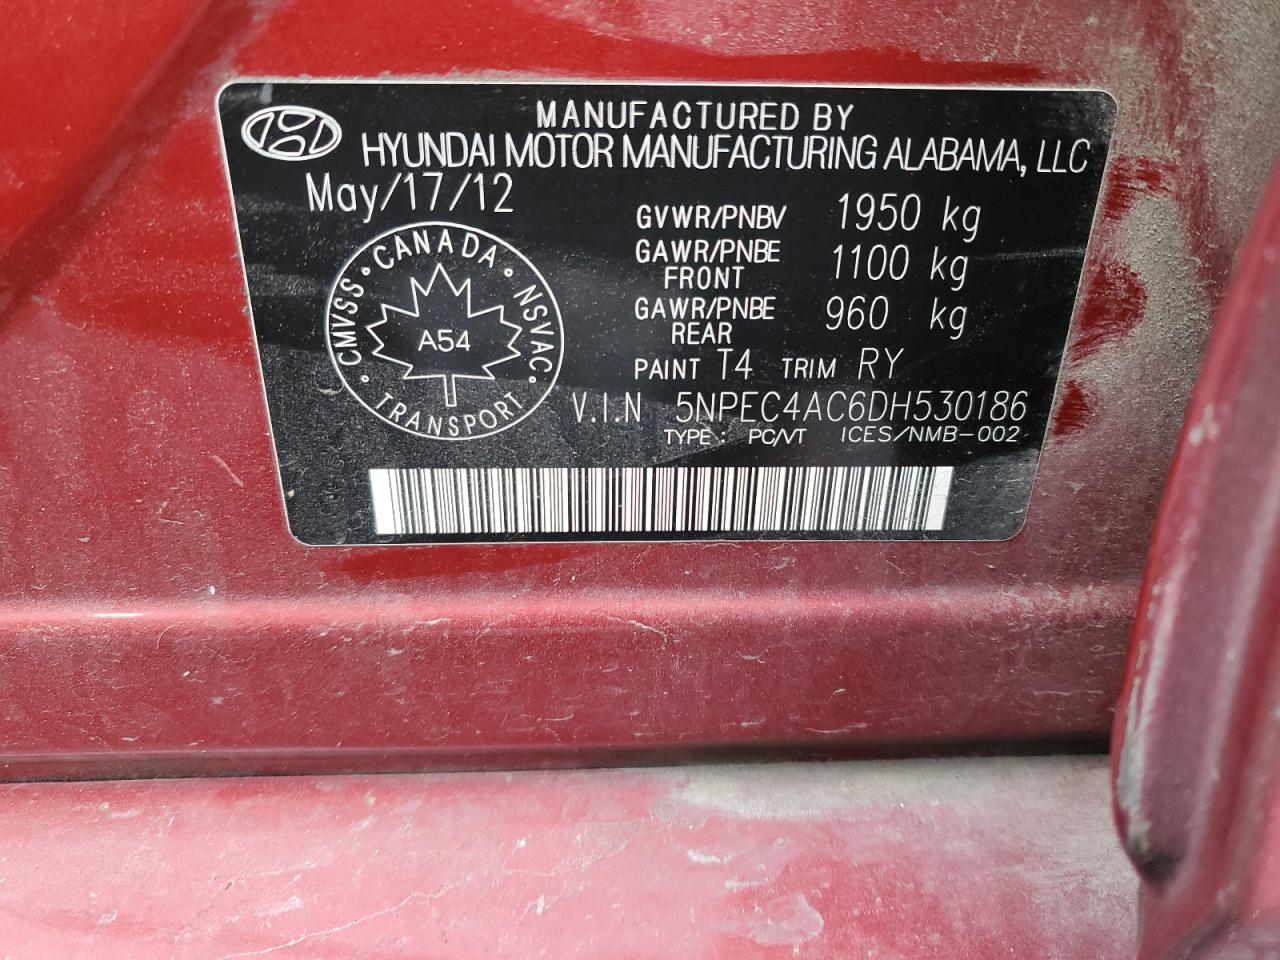 MANUFACTURED BY
HYUNDAI MOTOR MANUFACTURING ALABAMA, LLC
May/17/12
GVWR/PNBV 1950 kg
GAWR/PNBE FRONT 1100 kg
GAWR/PNBE REAR 960 kg
PAINT T4 TRIM RY
V.I.N 5NPEC4AC6DH530186
TYPE : PC/VT ICES/NMB-002
CANADA
CMVSS
NSVAC
A54
TRANSPORT